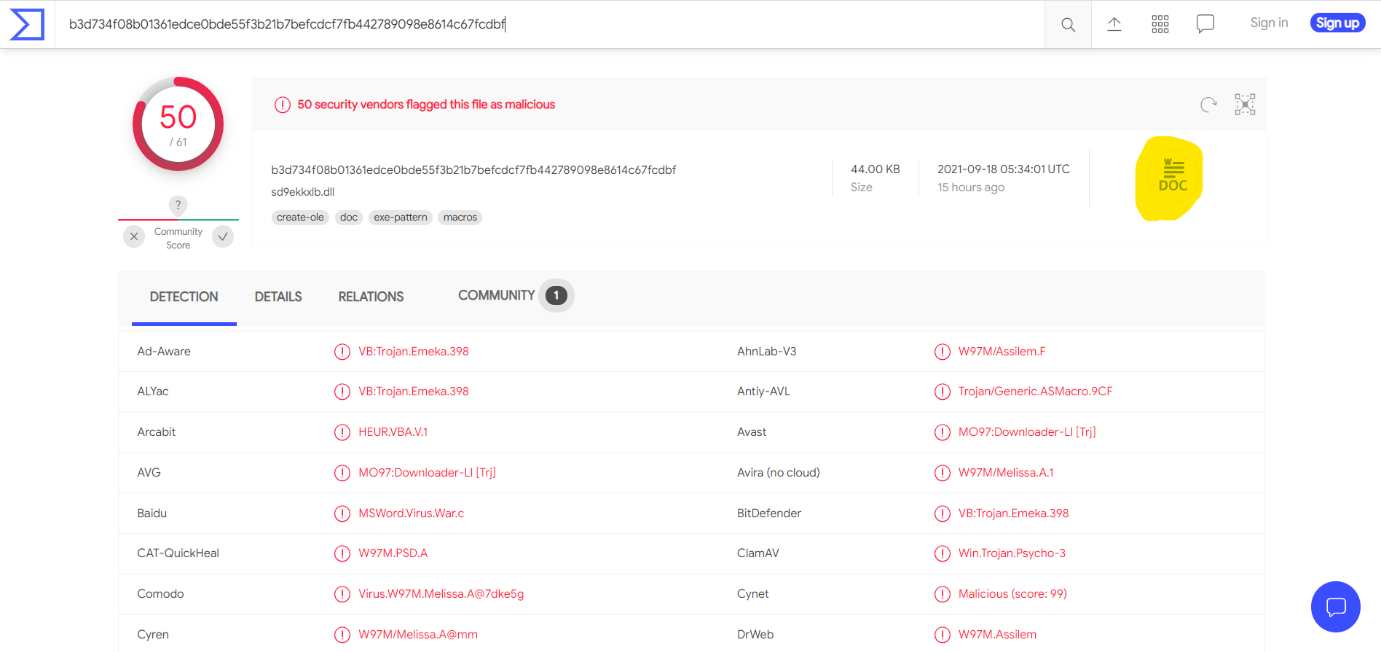 b3d734f08b01361edce0bde55f3b21b7befcdcf7fb442789098e8614c67fcdbf
Sign in
Sign up
50
/ 61
50 security vendors flagged this file as malicious
b3d734f08b01361edce0bde55f3b21b7befcdcf7fb442789098e8614c67fcdbf
sd9ekkxlb.dll
create-ole doc exe-pattern macros
44.00 KB
Size
2021-09-18 05:34:01 UTC
15 hours ago
W
DOC
?
Community
Score
DETECTION DETAILS RELATIONS COMMUNITY 1
Ad-Aware VB:Trojan.Emeka.398 AhnLab-V3 W97M/Assilem.F
ALYac VB:Trojan.Emeka.398 Antiy-AVL Trojan/Generic.ASMacro.9CF
Arcabit HEUR.VBA.V.1 Avast MO97:Downloader-LI [Trj]
AVG MO97:Downloader-LI [Trj] Avira (no cloud) W97M/Melissa.A.1
Baidu MSWord.Virus.War.c BitDefender VB:Trojan.Emeka.398
CAT-QuickHeal W97M.PSD.A ClamAV Win.Trojan.Psycho-3
Comodo Virus.W97M.Melissa.A@7dke5g Cynet Malicious (score: 99)
Cyren W97M/Melissa.A@mm DrWeb W97M.Assilem